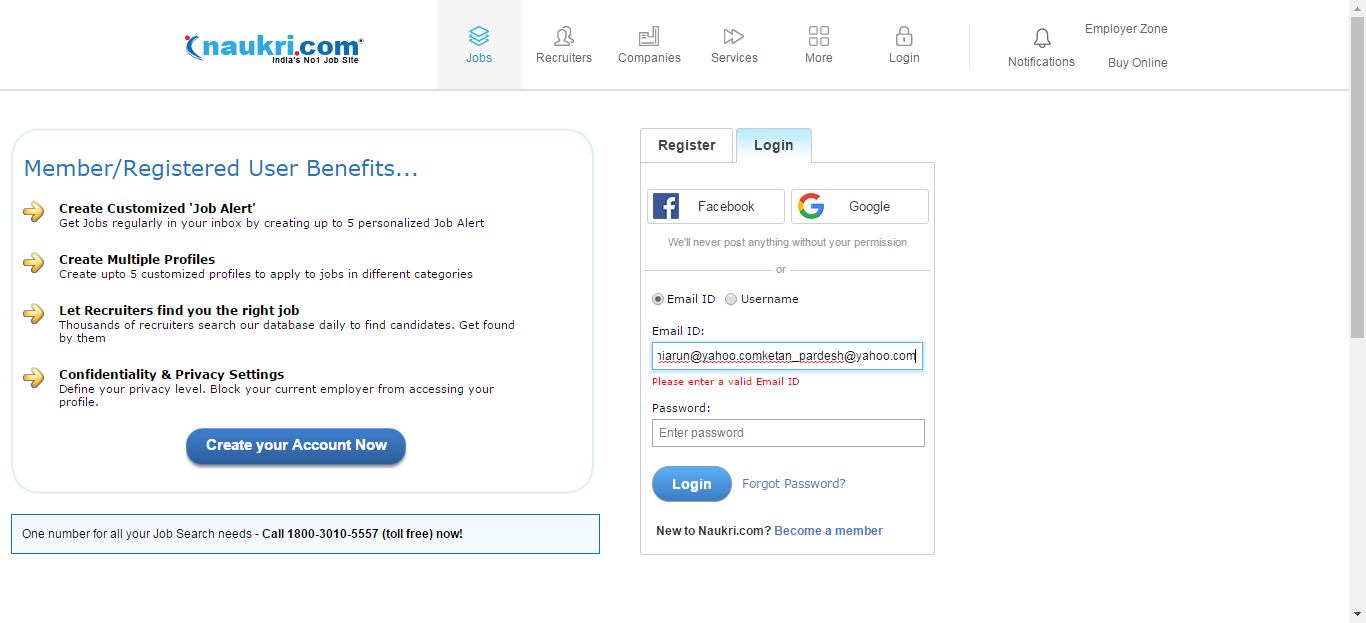 naukri.com
India's No1 Job Site
Jobs
Recruiters
Companies
Services
More
Login
Notifications
Employer Zone
Buy Online
Member/Registered User Benefits...
Create Customized 'Job Alert'
Get Jobs regularly in your inbox by creating up to 5 personalized Job Alert
Create Multiple Profiles
Create upto 5 customized profiles to apply to jobs in different categories
Let Recruiters find you the right job
Thousands of recruiters search our database daily to find candidates. Get found
by them
Confidentiality & Privacy Settings
Define your privacy level. Block your current employer from accessing your
profile.
Create your Account Now
One number for all your Job Search needs - Call 1800-3010-5557 (toll free) now!
Register
Login
Facebook
Google
We'll never post anything without your permission
or
Email ID
Username
Email ID:
iarun@yahoo.comketan_pardesh@yahoo.com
Please enter a valid Email ID
Password:
Enter password
Login
Forgot Password?
New to Naukri.com? Become a member